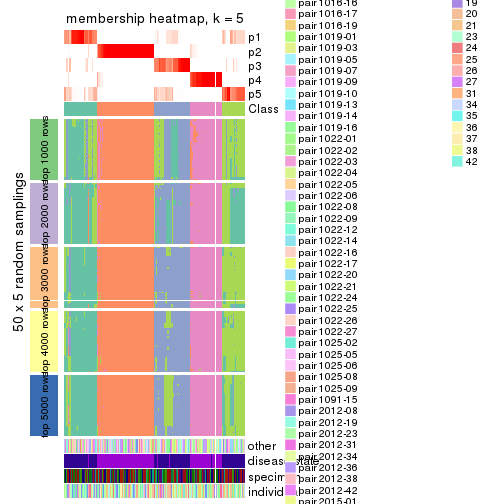 membership heatmap, k = 5
p1
p2
p3
p4
p5
Class
50 x 5 random samplings
top 1000 rows
top 2000 rows
top 3000 rows
top 4000 rows
top 5000 rows
other
disease.state
individ
pair1016-16
pair1016-17
pair1019-01
pair1019-03
pair1019-05
pair1019-07
pair1019-09
pair1019-10
pair1019-13
pair1019-14
pair1019-16
pair1022-01
pair1022-02
pair1022-03
pair1022-04
pair1022-05
pair1022-06
pair1022-08
pair1022-09
pair1022-12
pair1022-14
pair1022-16
pair1022-17
pair1022-20
pair1022-21
pair1022-24
pair1022-25
pair1022-26
pair1022-27
pair1025-02
pair1025-05
pair1025-06
pair1025-08
pair1025-09
pair1091-15
pair2012-08
pair2012-19
pair2012-23
pair2012-31
pair2012-34
pair2012-36
pair2012-38
pair2012-42
pair2015-01
19
20
21
23
24
25
26
27
31
34
35
36
37
38
42